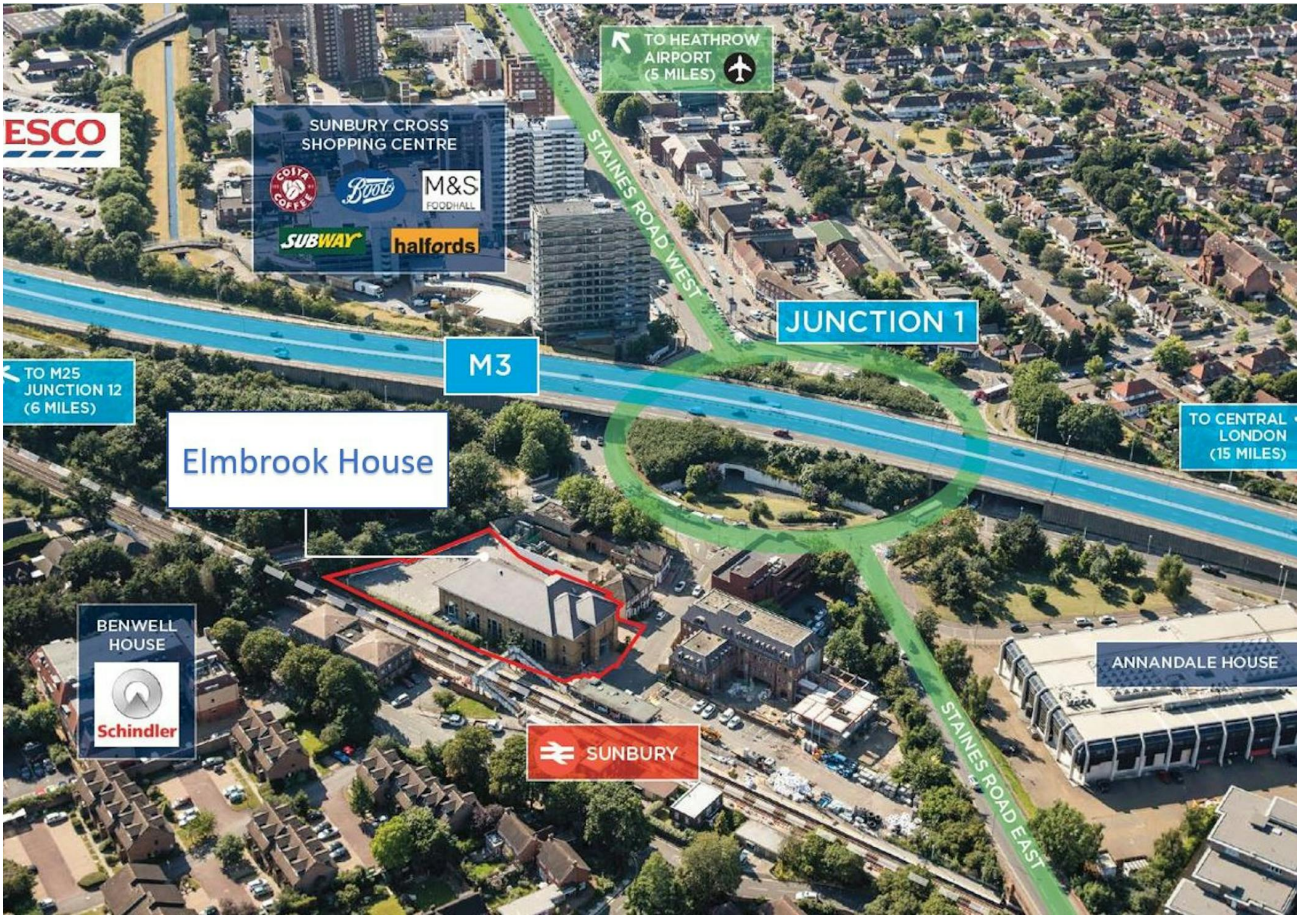 TO HEATHROW
AIRPORT
(5 MILES)
ESCO
SUNBURY CROSS
SHOPPING CENTRE
COSTA
COFFEE
Boots
M&S
FOODHALL
SUBWAY
halfords
STAINES ROAD WEST
JUNCTION 1
M3
TO M25
JUNCTION 12
(6 MILES)
TO CENTRAL
LONDON
(15 MILES)
Elmbrook House
BENWELL
HOUSE
Schindler
ANNANDALE HOUSE
SUNBURY
STAINES ROAD EAST